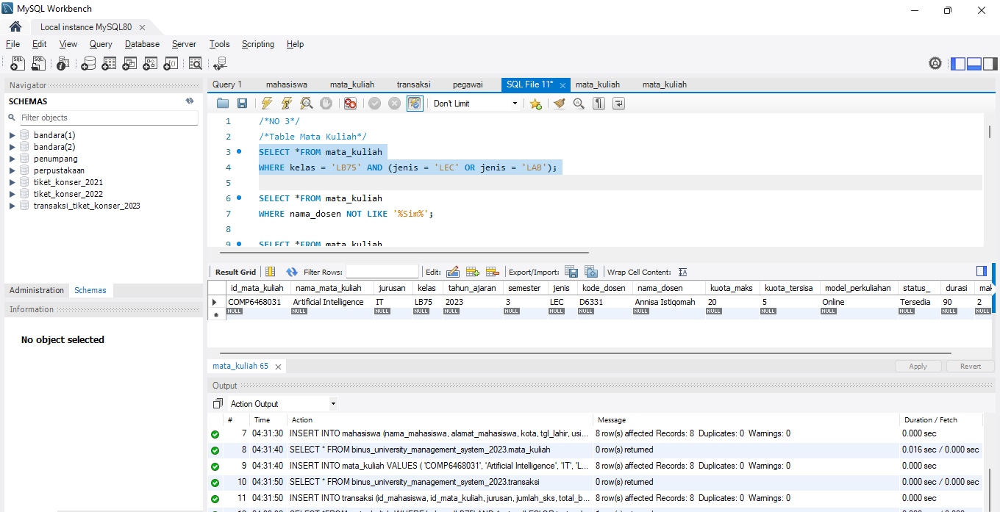 MySQL Workbench
Local instance MySQL80
File Edit View Query Database Server Tools Scripting Help
Navigator
SCHEMAS
Filter objects
bandara(1)
bandara(2)
penumpang
perpustakaan
tiket_konser_2021
tiket_konser_2022
transaksi_tiket_konser_2023
Administration Schemas
Information
No object selected
Query 1 mahasiswa mata_kuliah transaksi pegawai SQL File 11* mata_kuliah mata_kuliah
Don't Limit
1 /*NO 3*/
2 /*Table Mata Kuliah*/
3 SELECT *FROM mata_kuliah
4 WHERE kelas = 'LB75' AND (jenis = 'LEC' OR jenis = 'LAB');
5
6 SELECT *FROM mata_kuliah
7 WHERE nama_dosen NOT LIKE '%Sim%';
8
9 SELECT *FROM mata_kuliah
Result Grid Filter Rows: Edit: Export/Import: Wrap Cell Content: IA
id_mata_kuliah nama_mata_kuliah jurusan kelas tahun_ajaran semester jenis kode_dosen nama_dosen kuota_maks kuota_tersisa model_perkuliahan status_ durasi mak
COMP6468031 Artificial Intelligence IT LB75 2023 3 LEC D6331 Annisa Istiqomah 20 5 Online Tersedia 90 2
NULL NULL NULL NULL NULL NULL NULL NULL NULL NULL NULL NULL NULL NULL NULL
mata_kuliah 65
Apply Revert
Output
Action Output
# Time Action Message Duration / Fetch
7 04:31:30 INSERT INTO mahasiswa (nama_mahasiswa, alamat_mahasiswa, kota, tgl_lahir, usi... 8 row(s) affected Records: 8 Duplicates: 0 Warnings: 0 0.000 sec
8 04:31:40 SELECT * FROM binus_university_management_system_2023.mata_kuliah 0 row(s) returned 0.016 sec / 0.000 sec
9 04:31:40 INSERT INTO mata_kuliah VALUES ( 'COMP6468031', 'Artificial Intelligence', 'IT', 'L... 8 row(s) affected Records: 8 Duplicates: 0 Warnings: 0 0.000 sec
10 04:31:50 SELECT * FROM binus_university_management_system_2023.transaksi 0 row(s) returned 0.000 sec / 0.000 sec
11 04:31:50 INSERT INTO transaksi (id_mahasiswa, id_mata_kuliah, jurusan, jumlah_sks, total_b... 8 row(s) affected Records: 8 Duplicates: 0 Warnings: 0 0.000 sec